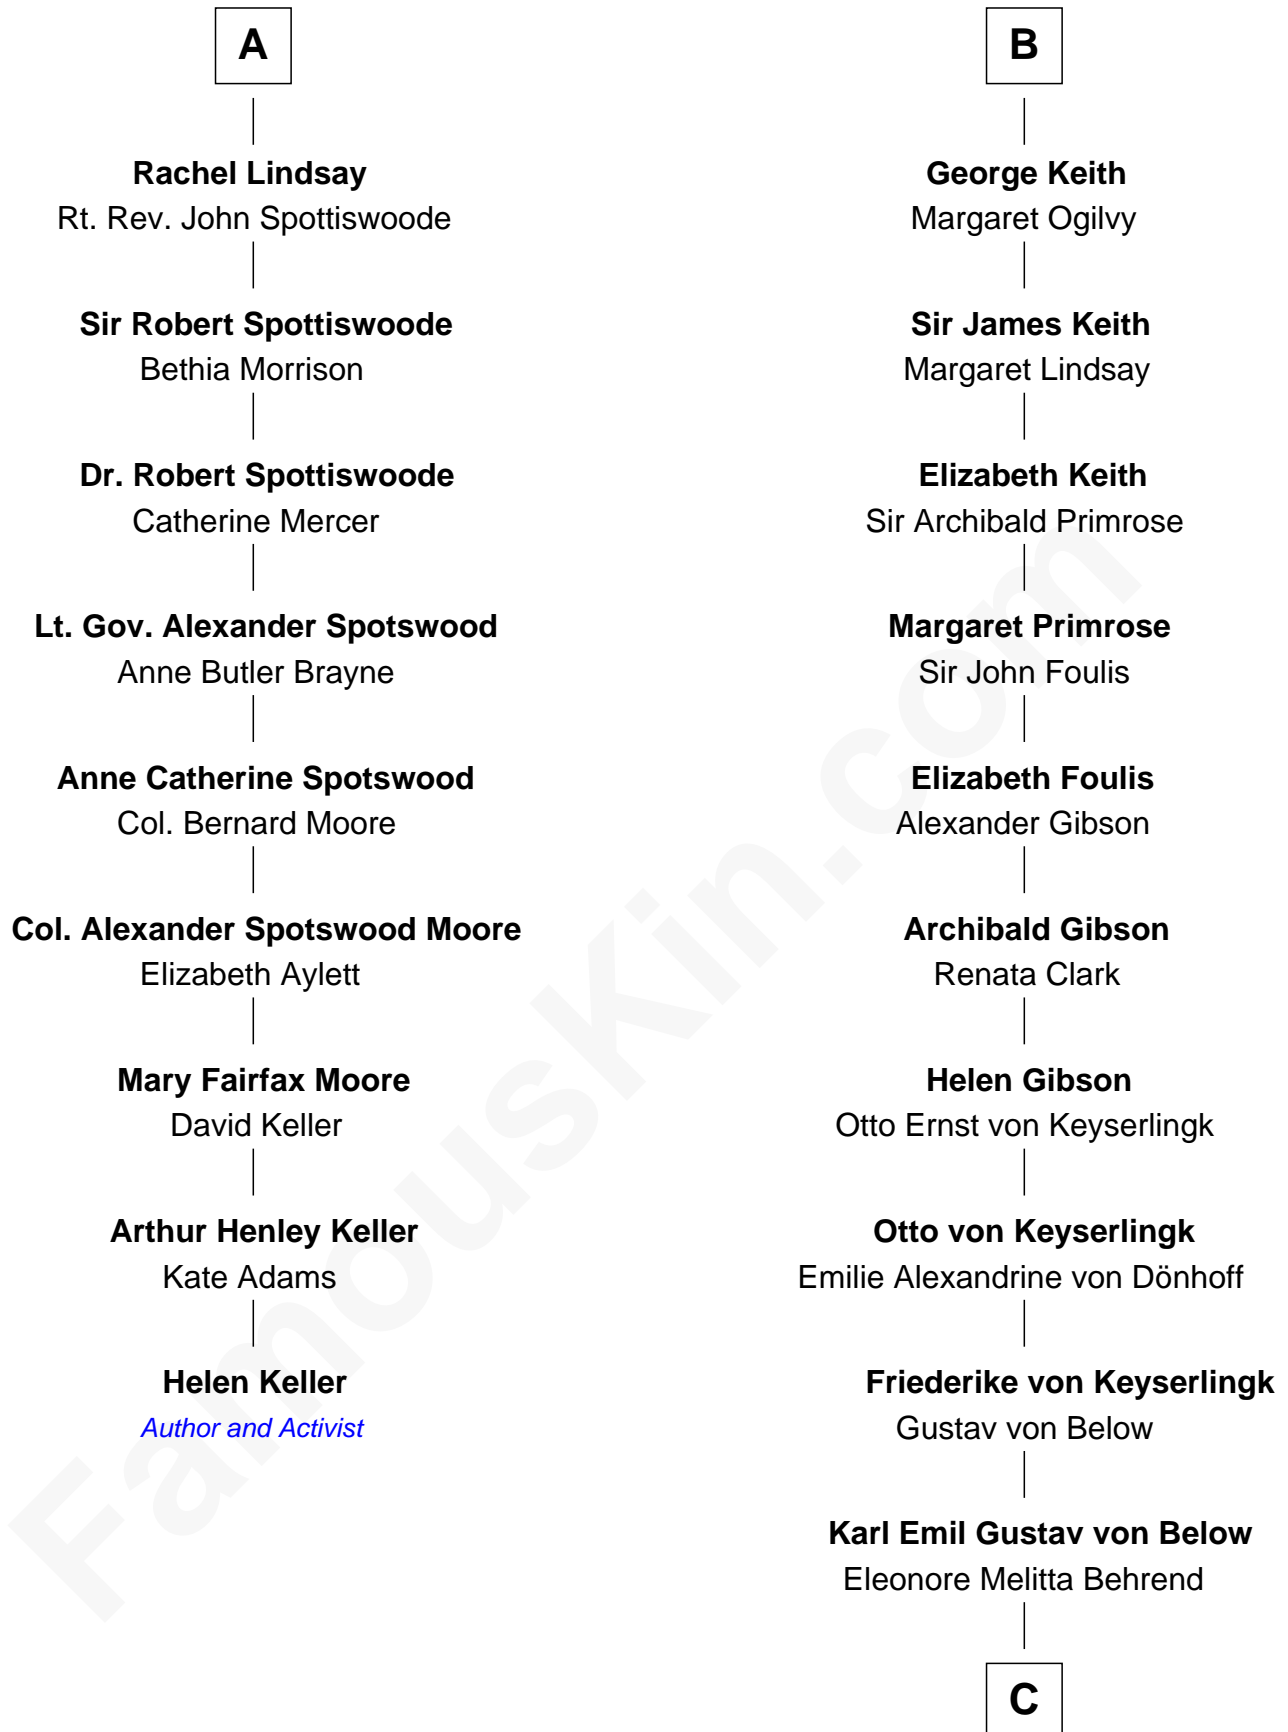 A
Rachel Lindsay
Rt. Rev. John Spottiswoode
Sir Robert Spottiswoode
Bethia Morrison
Dr. Robert Spottiswoode
Catherine Mercer
Lt. Gov. Alexander Spotswood
Anne Butler Brayne
Anne Catherine Spotswood
Col. Bernard Moore
Col. Alexander Spotswood Moore
Elizabeth Aylett
Mary Fairfax Moore
David Keller
Arthur Henley Keller
Kate Adams
Helen Keller
Author and Activist
B
George Keith
Margaret Ogilvy
Sir James Keith
Margaret Lindsay
Elizabeth Keith
Sir Archibald Primrose
Margaret Primrose
Sir John Foulis
Elizabeth Foulis
Alexander Gibson
Archibald Gibson
Renata Clark
Helen Gibson
Otto Ernst von Keyserlingk
Otto von Keyserlingk
Emilie Alexandrine von Dönhoff
Friederike von Keyserlingk
Gustav von Below
Karl Emil Gustav von Below
Eleonore Melitta Behrend
C
FamousKin.com